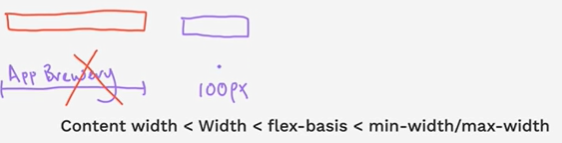 App Brewery
100px
Content width < Width < flex-basis < min-width/max-width